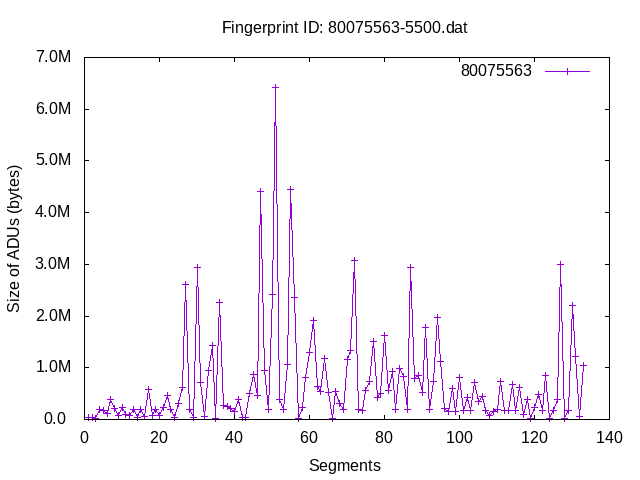 Fingerprint ID: 80075563-5500.dat
80075563
7.0M
6.0M
5.0M
4.0M
3.0M
2.0M
1.0M
0.0
Size of ADUs (bytes)
0 20 40 60 80 100 120 140
Segments